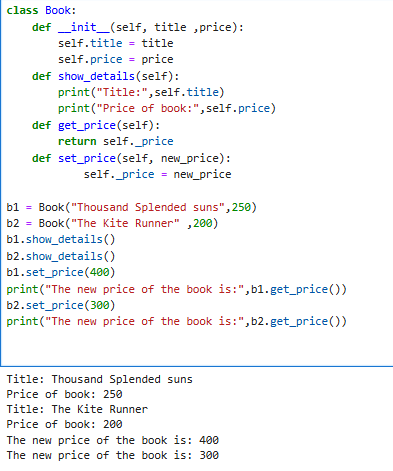 class Book:
    def __init__(self, title ,price):
        self.title = title
        self.price = price
    def show_details(self):
        print("Title:",self.title)
        print("Price of book:",self.price)
    def get_price(self):
        return self._price
    def set_price(self, new_price):
            self._price = new_price

b1 = Book("Thousand Splended suns",250)
b2 = Book("The Kite Runner" ,200)
b1.show_details()
b2.show_details()
b1.set_price(400)
print("The new price of the book is:",b1.get_price())
b2.set_price(300)
print("The new price of the book is:",b2.get_price())

Title: Thousand Splended suns
Price of book: 250
Title: The Kite Runner
Price of book: 200
The new price of the book is: 400
The new price of the book is: 300